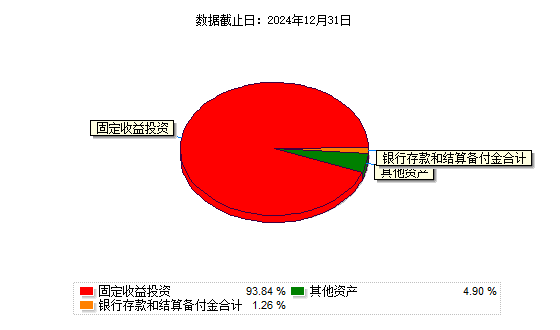 数据截止日：2024年12月31日
固定收益投资
银行存款和结算备付金合计
其他资产
固定收益投资 93.84 % 其他资产 4.90 %
银行存款和结算备付金合计 1.26 %